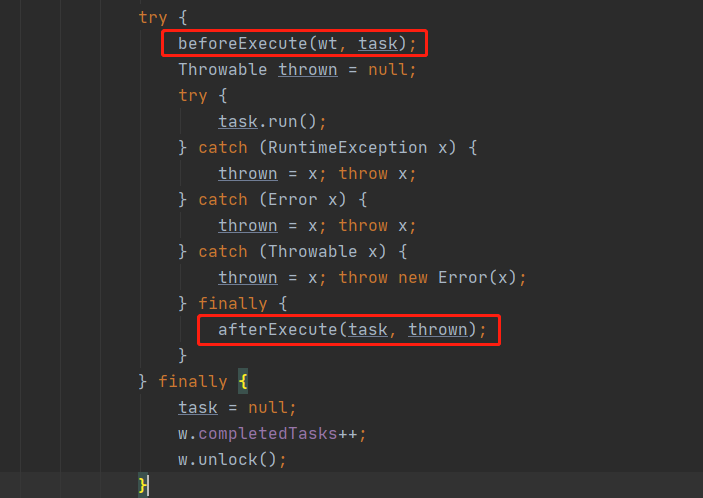 try {
beforeExecute(wt, task);
Throwable thrown = null;
try {
task.run();
} catch (RuntimeException x) {
thrown = x; throw x;
} catch (Error x) {
thrown = x; throw x;
} catch (Throwable x) {
thrown = x; throw new Error(x);
} finally {
afterExecute(task, thrown);
}
} finally {
task = null;
w.completedTasks++;
w.unlock();
}